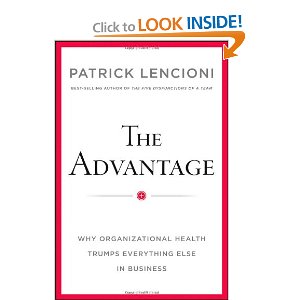 Click to LOOK INSIDE!
PATRICK LENCIONI
BEST-SELLING AUTHOR OF THE FIVE DYSFUNCTIONS OF A TEAM
THE
ADVANTAGE
WHY ORGANIZATIONAL HEALTH
TRUMPS EVERYTHING ELSE
IN BUSINESS